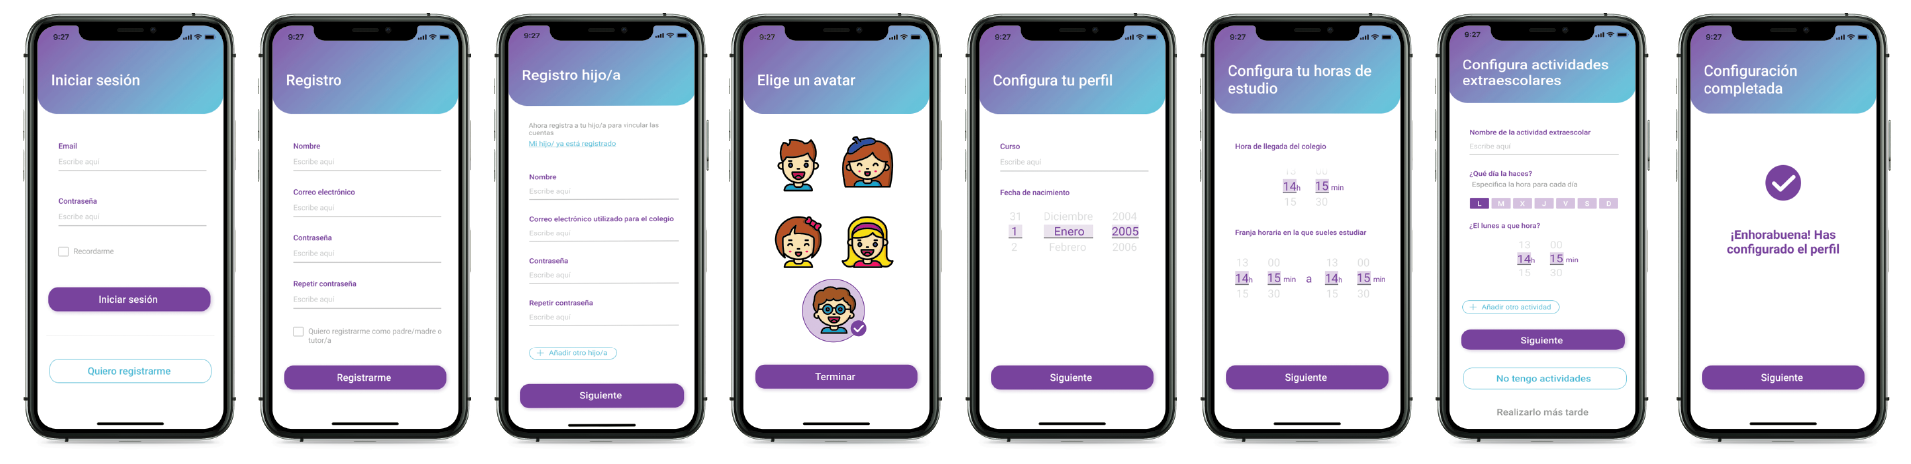 9:27
Iniciar sesión
Email
Escribe aquí
Contraseña
Escribe aquí
Recordarme
Iniciar sesión
Quiero registrarme
9:27
Registro
Nombre
Escribe aquí
Correo electrónico
Escribe aquí
Contraseña
Escribe aquí
Repetir contraseña
Escribe aquí
Quiero registrarme como padre/madre o
tutor/a
Registrarme
9:27
Registro hijo/a
Ahora registra a tu hijo/a para vincular las
cuentas
Mi hijo/ ya está registrado
Nombre
Escribe aquí
Correo electrónico utilizado para el colegio
Escribe aquí
Contraseña
Escribe aquí
Repetir contraseña
Escribe aquí
+ Añadir otro hijo/a
Siguiente
9:27
Elige un avatar
Terminar
9:27
Configura tu perfil
Curso
Escribe aquí
Fecha de nacimiento
31 Diciembre 2004
1 Enero 2005
2 Febrero 2006
Siguiente
9:27
Configura tu horas de
estudio
Hora de llegada del colegio
13 00
14h 15 min
15 30
Franja horaria en la que sueles estudiar
13 00 13 00
14h 15 min a 14h 15 min
15 30 15 30
Siguiente
9:27
Configura actividades
extraescolares
Nombre de la actividad extraescolar
Escribe aquí
¿Qué día la haces?
Especifica la hora para cada día
L M X J V S D
¿El lunes a que hora?
13 00
14h 15 min
15 30
+ Añadir otro actividad
Siguiente
No tengo actividades
Realizarlo más tarde
9:27
Configuración
completada
¡Enhorabuena! Has
configurado el perfil
Siguiente